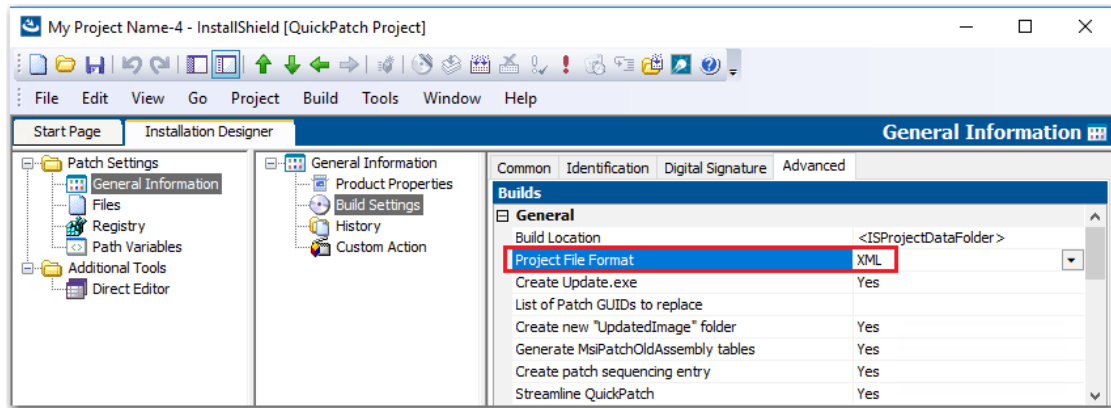 My Project Name-4 - InstallShield [QuickPatch Project]
File Edit View Go Project Build Tools Window Help
Start Page Installation Designer General Information
Patch Settings
General Information
Files
Registry
Path Variables
Additional Tools
Direct Editor
General Information
Product Properties
Build Settings
History
Custom Action
Common Identification Digital Signature Advanced
Builds
General
Build Location <ISProjectDataFolder>
Project File Format XML
Create Update.exe Yes
List of Patch GUIDs to replace
Create new "UpdatedImage" folder Yes
Generate MsiPatchOldAssembly tables Yes
Create patch sequencing entry Yes
Streamline QuickPatch Yes